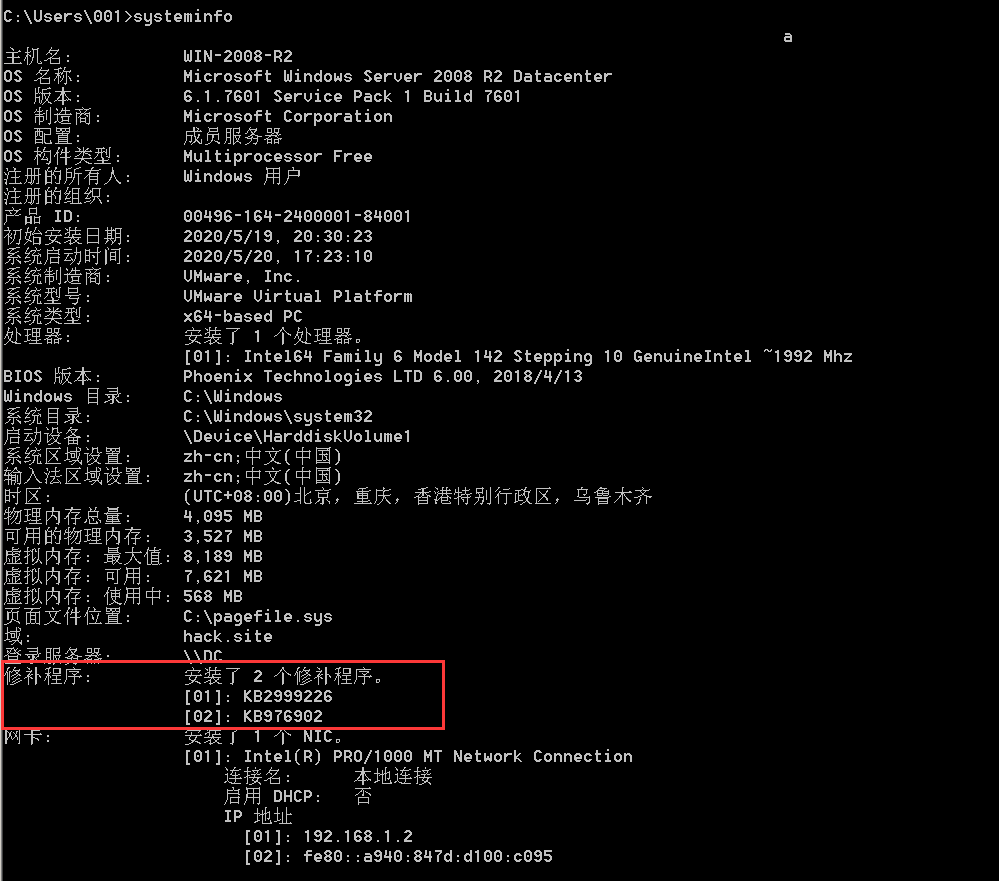 C:\Users\001>systeminfo
a
主机名: WIN-2008-R2
OS 名称: Microsoft Windows Server 2008 R2 Datacenter
OS 版本: 6.1.7601 Service Pack 1 Build 7601
OS 制造商: Microsoft Corporation
OS 配置: 成员服务器
OS 构件类型: Multiprocessor Free
注册的所有人: Windows 用户
注册的组织:
产品 ID: 00496-164-2400001-84001
初始安装日期: 2020/5/19, 20:30:23
系统启动时间: 2020/5/20, 17:23:10
系统制造商: VMware, Inc.
系统型号: VMware Virtual Platform
系统类型: x64-based PC
处理器: 安装了 1 个处理器。
[01]: Intel64 Family 6 Model 142 Stepping 10 GenuineIntel ~1992 Mhz
BIOS 版本: Phoenix Technologies LTD 6.00, 2018/4/13
Windows 目录: C:\Windows
系统目录: C:\Windows\system32
启动设备: \Device\HarddiskVolume1
系统区域设置: zh-cn;中文(中国)
输入法区域设置: zh-cn;中文(中国)
时区: (UTC+08:00)北京，重庆，香港特别行政区，乌鲁木齐
物理内存总量: 4,095 MB
可用的物理内存: 3,527 MB
虚拟内存: 最大值: 8,189 MB
虚拟内存: 可用: 7,621 MB
虚拟内存: 使用中: 568 MB
页面文件位置: C:\pagefile.sys
域: hack.site
登录服务器: \\DC
修补程序: 安装了 2 个修补程序。
[01]: KB2999226
[02]: KB976902
网卡: 安装了 1 个 NIC。
[01]: Intel(R) PRO/1000 MT Network Connection
连接名: 本地连接
启用 DHCP: 否
IP 地址
[01]: 192.168.1.2
[02]: fe80::a940:847d:d100:c095